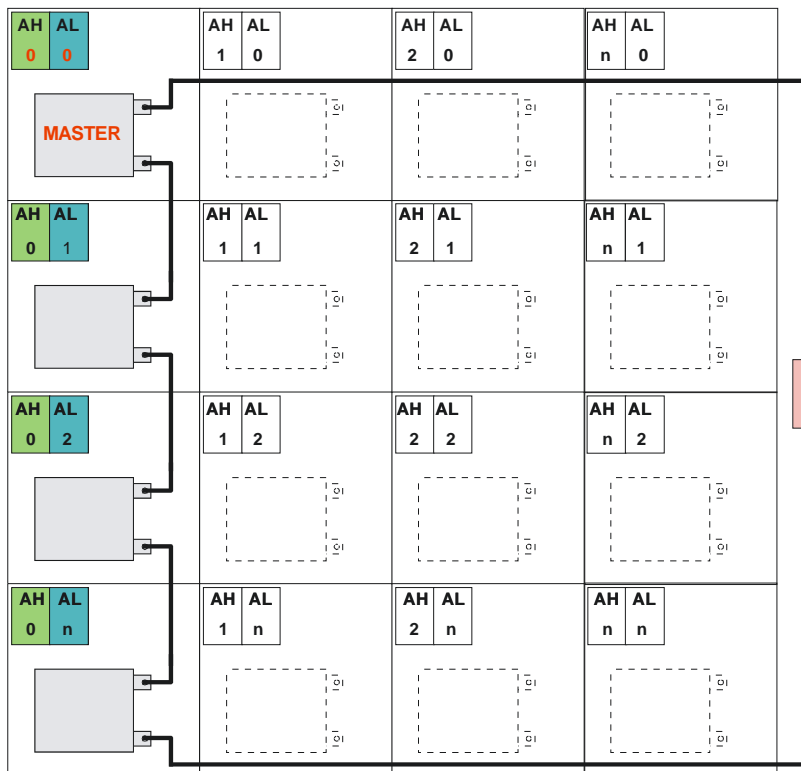 AH AL AH AL AH AL AH AL
0 0 1 0 2 0 n 0
MASTER
AH AL AH AL AH AL AH AL
0 1 1 1 2 1 n 1
AH AL AH AL AH AL AH AL
0 2 1 2 2 2 n 2
AH AL AH AL AH AL AH AL
0 n 1 n 2 n n n